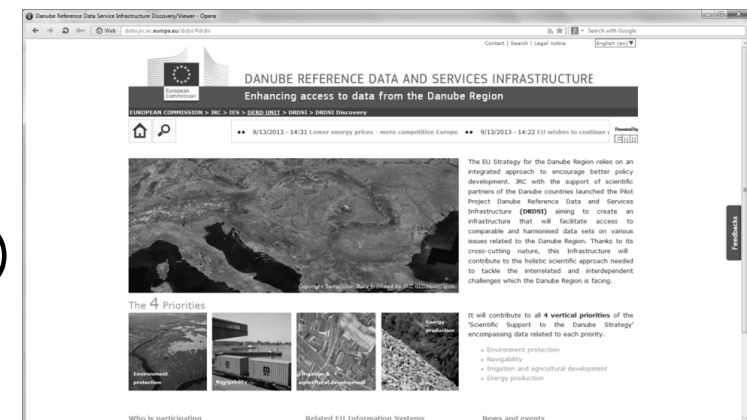 Danube Reference Data Service Infrastructure Discovery/Viewer - Opera
Web drdsi.jrc.ec.europa.eu/drdsi/#drdsi
Search with Google
Contact | Search | Legal notice English (en)
European
Commission
DANUBE REFERENCE DATA AND SERVICES INFRASTRUCTURE
Enhancing access to data from the Danube Region
EUROPEAN COMMISSION > JRC > IES > DERD UNIT > DRDSI > DRDSI Discovery
9/13/2013 - 14:31 Lower energy prices - more competitive Europe 9/13/2013 - 14:22 EU wishes to continue
PoweredBy
The EU Strategy for the Danube Region relies on an
integrated approach to encourage better policy
development. JRC with the support of scientific
partners of the Danube countries launched the Pilot
Project Danube Reference Data and Services
Infrastructure (DRDSI) aiming to create an
infrastructure that will facilitate access to
comparable and harmonised data sets on various
issues related to the Danube Region. Thanks to its
cross-cutting nature, this Infrastructure will
contribute to the holistic scientific approach needed
to tackle the interrelated and interdependent
challenges which the Danube Region is facing.
Feedbacks
Data provided by
The 4 Priorities
Environment
protection
Navigability
Irrigation &
agricultural development
Energy
production
It will contribute to all 4 vertical priorities of the
'Scientific Support to the Danube Strategy'
encompassing data related to each priority.
Environment protection
Navigability
Irrigation and agricultural development
Energy production
Who is participating Related EU Information Systems News and events